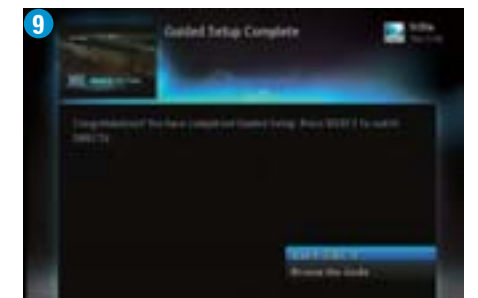 9
Guided Setup Complete
Congratulations! You have completed Guided Setup. Press SELECT to watch
DIRECTV.
Browse the Guide